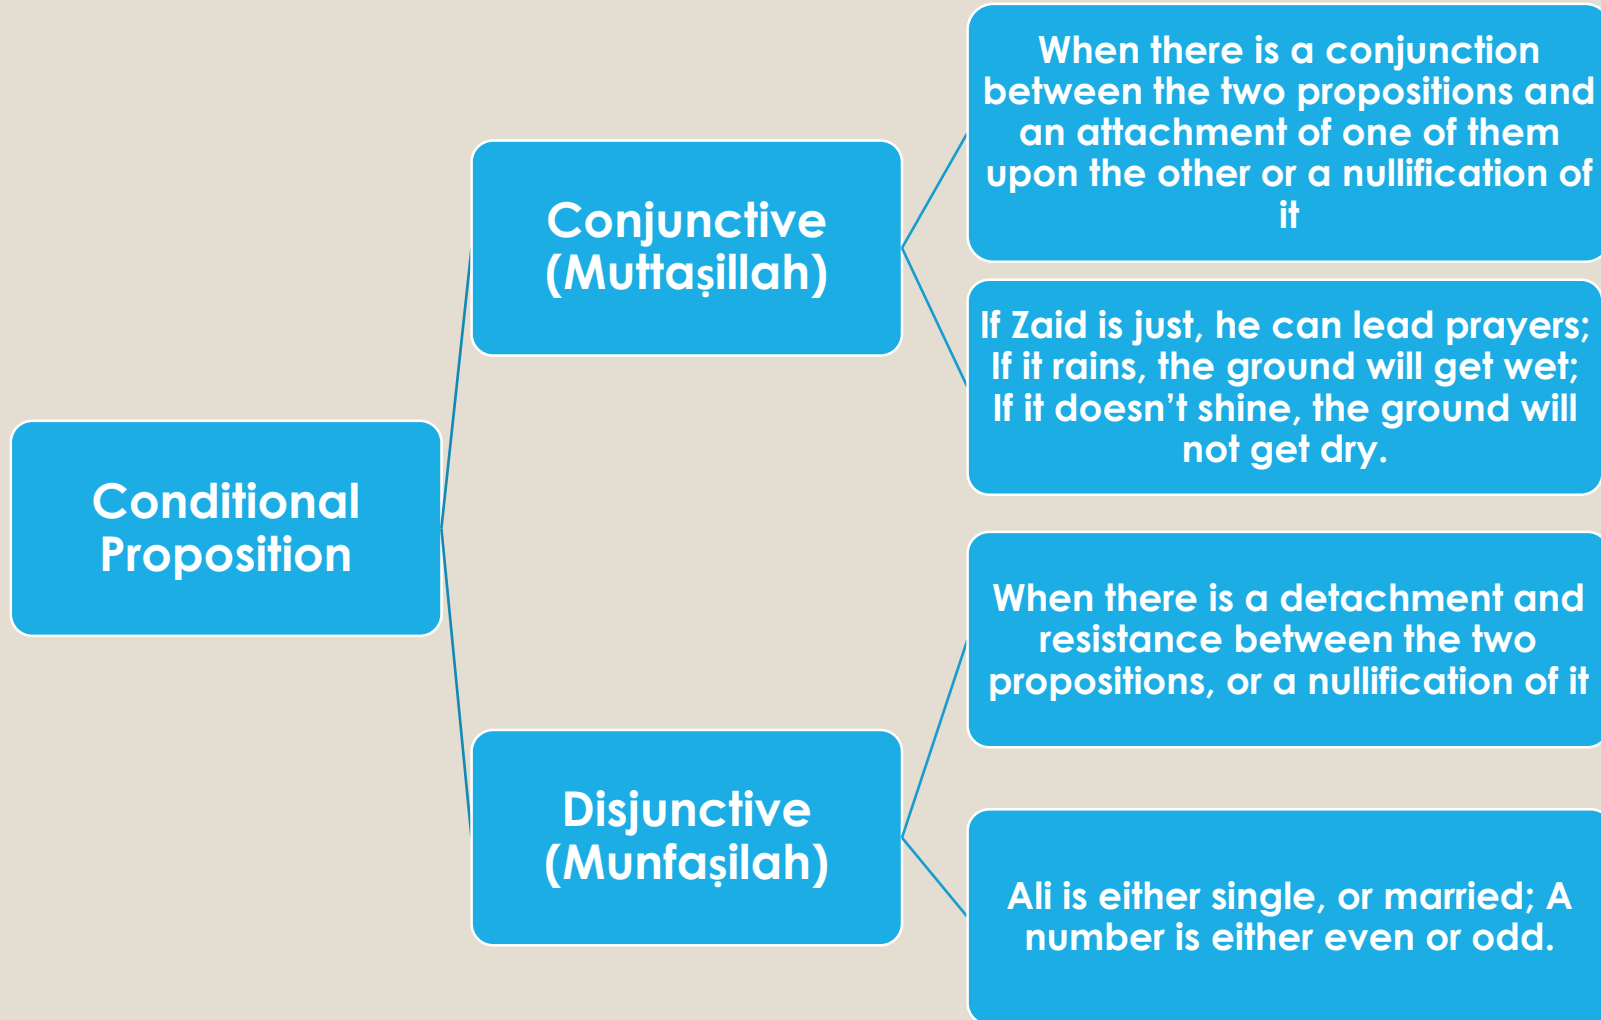 Conditional
Proposition
Conjunctive
(Muttaṣillah)
When there is a conjunction
between the two propositions and
an attachment of one of them
upon the other or a nullification of
it
If Zaid is just, he can lead prayers;
If it rains, the ground will get wet;
If it doesn’t shine, the ground will
not get dry.
Disjunctive
(Munfaṣilah)
When there is a detachment and
resistance between the two
propositions, or a nullification of it
Ali is either single, or married; A
number is either even or odd.